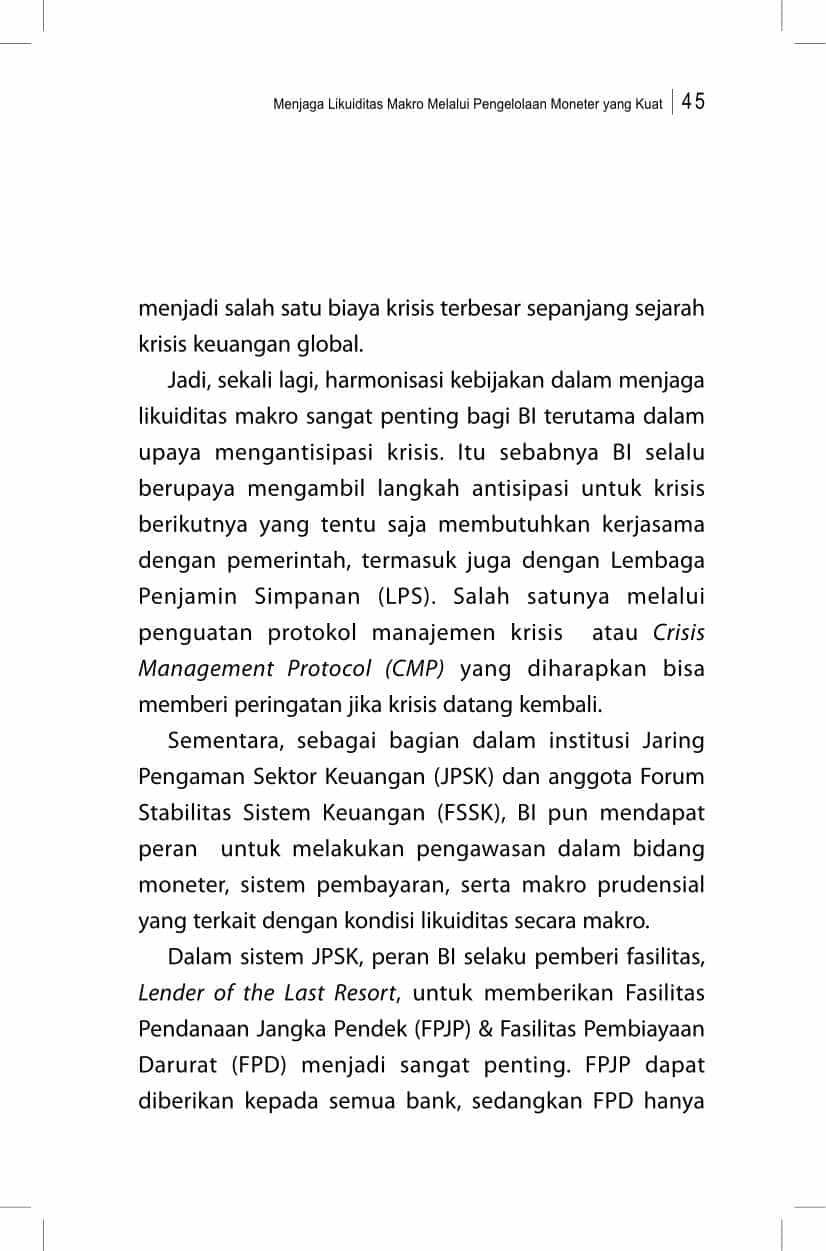 Menjaga Likuiditas Makro Melalui Pengelolaan Moneter yang Kuat 45
menjadi salah satu biaya krisis terbesar sepanjang sejarah
krisis keuangan global.
Jadi, sekali lagi, harmonisasi kebijakan dalam menjaga
likuiditas makro sangat penting bagi BI terutama dalam
upaya mengantisipasi krisis. Itu sebabnya BI selalu
berupaya mengambil langkah antisipasi untuk krisis
berikutnya yang tentu saja membutuhkan kerjasama
dengan pemerintah, termasuk juga dengan Lembaga
Penjamin Simpanan (LPS). Salah satunya melalui
penguatan protokol manajemen krisis atau Crisis
Management Protocol (CMP) yang diharapkan bisa
memberi peringatan jika krisis datang kembali.
Sementara, sebagai bagian dalam institusi Jaring
Pengaman Sektor Keuangan (JPSK) dan anggota Forum
Stabilitas Sistem Keuangan (FSSK), BI pun mendapat
peran untuk melakukan pengawasan dalam bidang
moneter, sistem pembayaran, serta makro prudensial
yang terkait dengan kondisi likuiditas secara makro.
Dalam sistem JPSK, peran BI selaku pemberi fasilitas,
Lender of the Last Resort, untuk memberikan Fasilitas
Pendanaan Jangka Pendek (FPJP) & Fasilitas Pembiayaan
Darurat (FPD) menjadi sangat penting. FPJP dapat
diberikan kepada semua bank, sedangkan FPD hanya